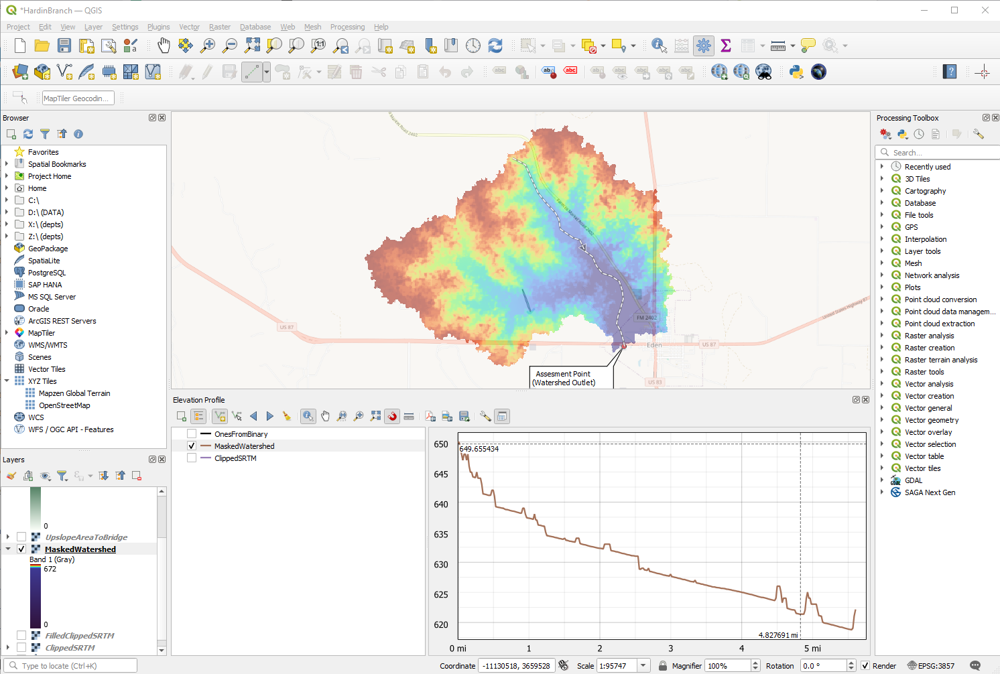 *HardinBranch — QGIS
Project Edit View Layer Settings Plugins Vector Raster Database Web Mesh Processing Help
MapTiler Geocodin...
Browser
Favorites
Spatial Bookmarks
Project Home
Home
C:\
D:\ (DATA)
X:\ (depts)
Z:\ (depts)
GeoPackage
SpatiaLite
PostgreSQL
SAP HANA
MS SQL Server
Oracle
ArcGIS REST Servers
MapTiler
WMS/WMTS
Scenes
Vector Tiles
XYZ Tiles
Mapzen Global Terrain
OpenStreetMap
WCS
WFS / OGC API - Features
Layers
0
UpslopeAreaToBridge
MaskedWatershed
Band 1 (Gray)
672
0
FilledClippedSRTM
ClippedSRTM
Type to locate (Ctrl+K)
Market Road 2402
Farm to Market Road 2402
FM 2402
US 87
Eden
US 87
United States Highway 87
US 83
Assesment Point
(Watershed Outlet)
Elevation Profile
OnesFromBinary
MaskedWatershed
ClippedSRTM
650
645
640
635
630
625
620
649.655434
4.827691 mi
0 mi 1 2 3 4 5 mi
Processing Toolbox
Search...
Recently used
3D Tiles
Cartography
Database
File tools
GPS
Interpolation
Layer tools
Mesh
Network analysis
Plots
Point cloud conversion
Point cloud data managem...
Point cloud extraction
Raster analysis
Raster creation
Raster terrain analysis
Raster tools
Vector analysis
Vector creation
Vector general
Vector geometry
Vector overlay
Vector selection
Vector table
Vector tiles
GDAL
SAGA Next Gen
Coordinate -11130518, 3659528 Scale 1:95747 Magnifier 100% Rotation 0.0 ° Render EPSG:3857